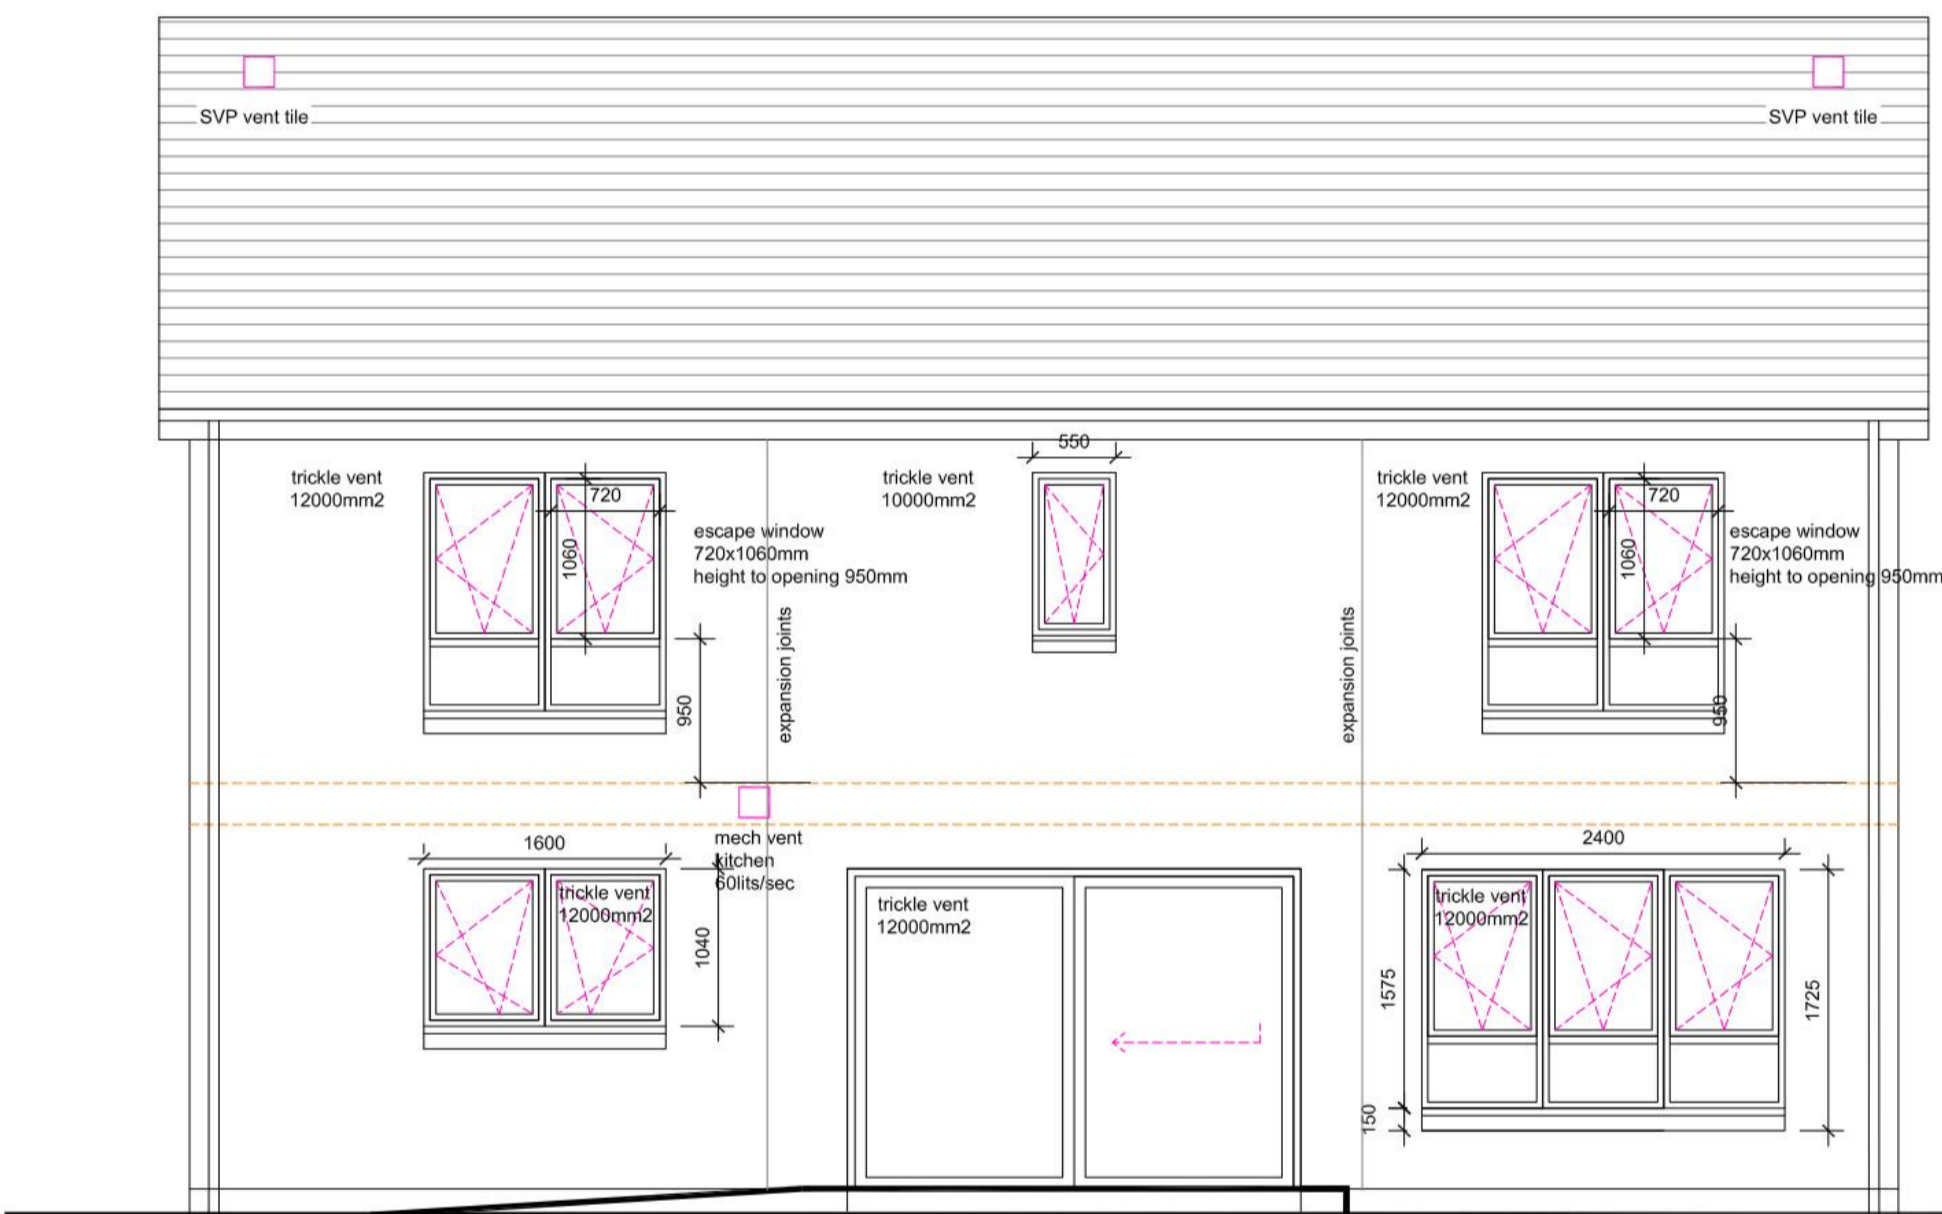 SVP vent tile
SVP vent tile
550
trickle vent
12000mm2
720
1060
escape window
720x1060mm
height to opening 950mm
950
expansion joints
trickle vent
10000mm2
expansion joints
trickle vent
12000mm2
720
1060
escape window
720x1060mm
height to opening 950mm
950
1600
trickle vent
12000mm2
1040
mech vent
kitchen
60lits/sec
trickle vent
12000mm2
2400
trickle vent
12000mm2
1575
150
1725